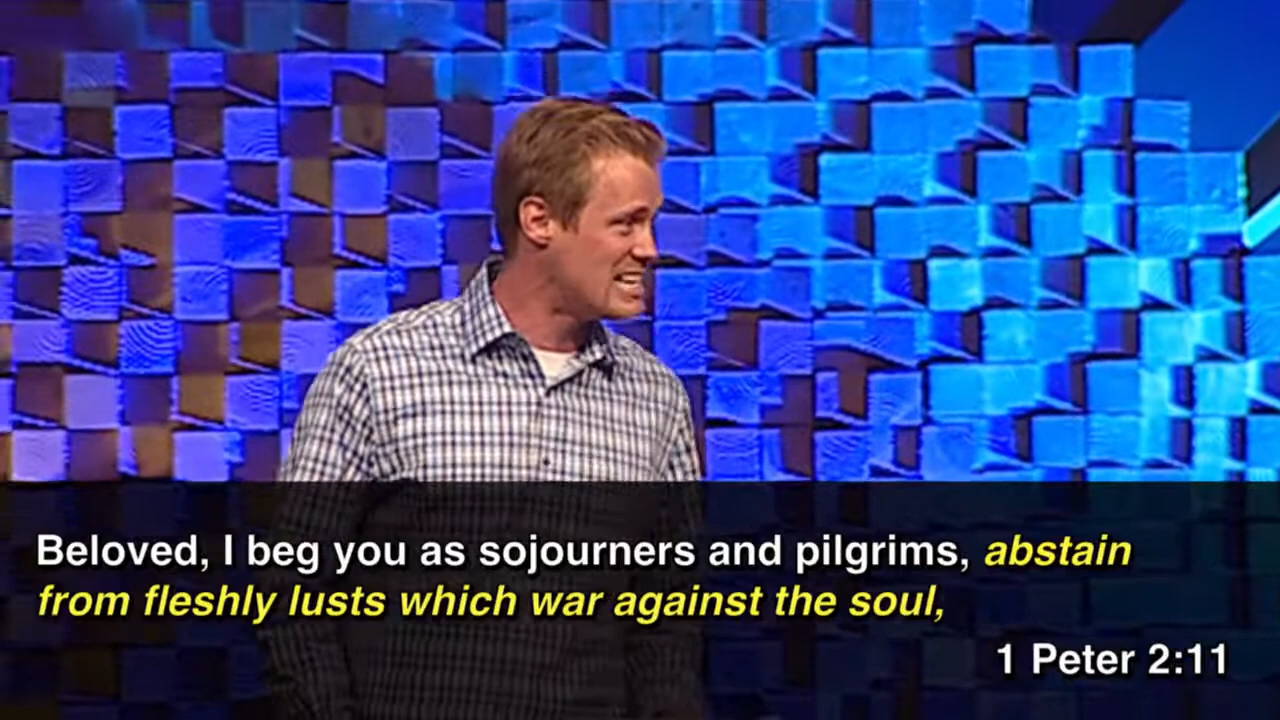 Beloved, I beg you as sojourners and pilgrims, abstain
from fleshly lusts which war against the soul,
1 Peter 2:11